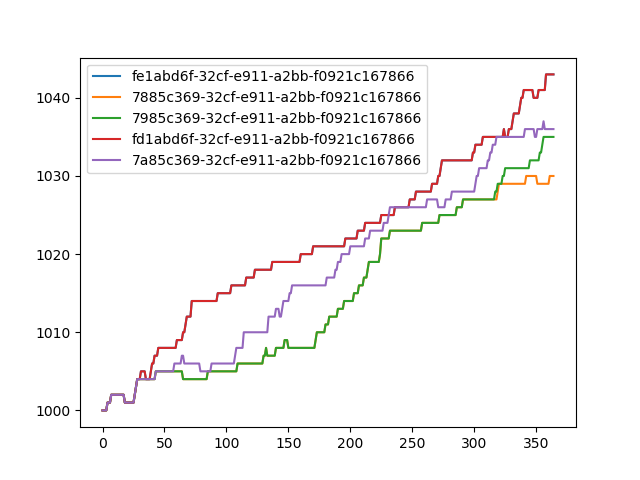 fe1abd6f-32cf-e911-a2bb-f0921c167866
7885c369-32cf-e911-a2bb-f0921c167866
7985c369-32cf-e911-a2bb-f0921c167866
fd1abd6f-32cf-e911-a2bb-f0921c167866
7a85c369-32cf-e911-a2bb-f0921c167866
1040
1030
1020
1010
1000
0 50 100 150 200 250 300 350